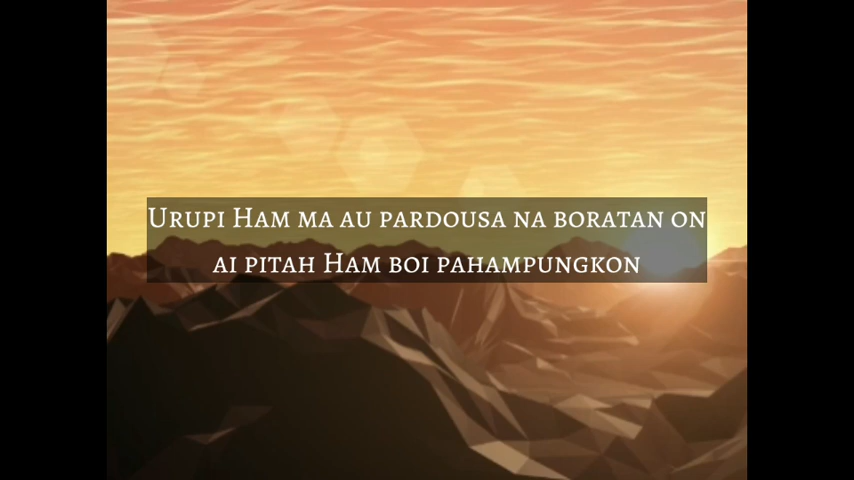 Urupi Ham ma au pardousa na boratan on
ai pitah Ham boi pahampungkon